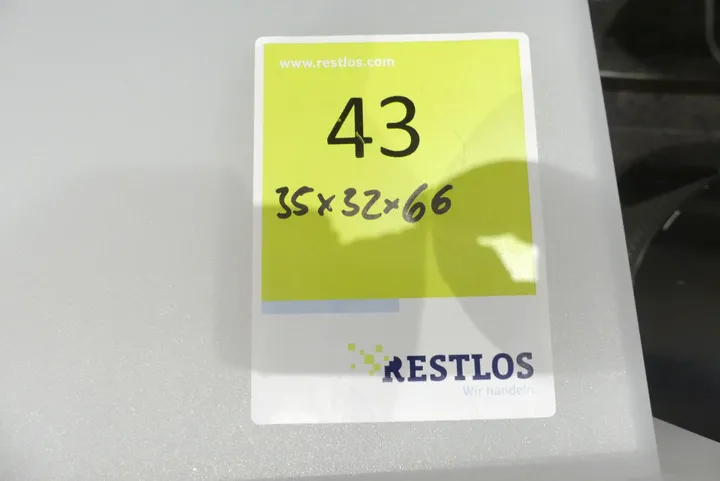 www.restlos.com
43
35x32x66
RESTLOS
Wir handeln.